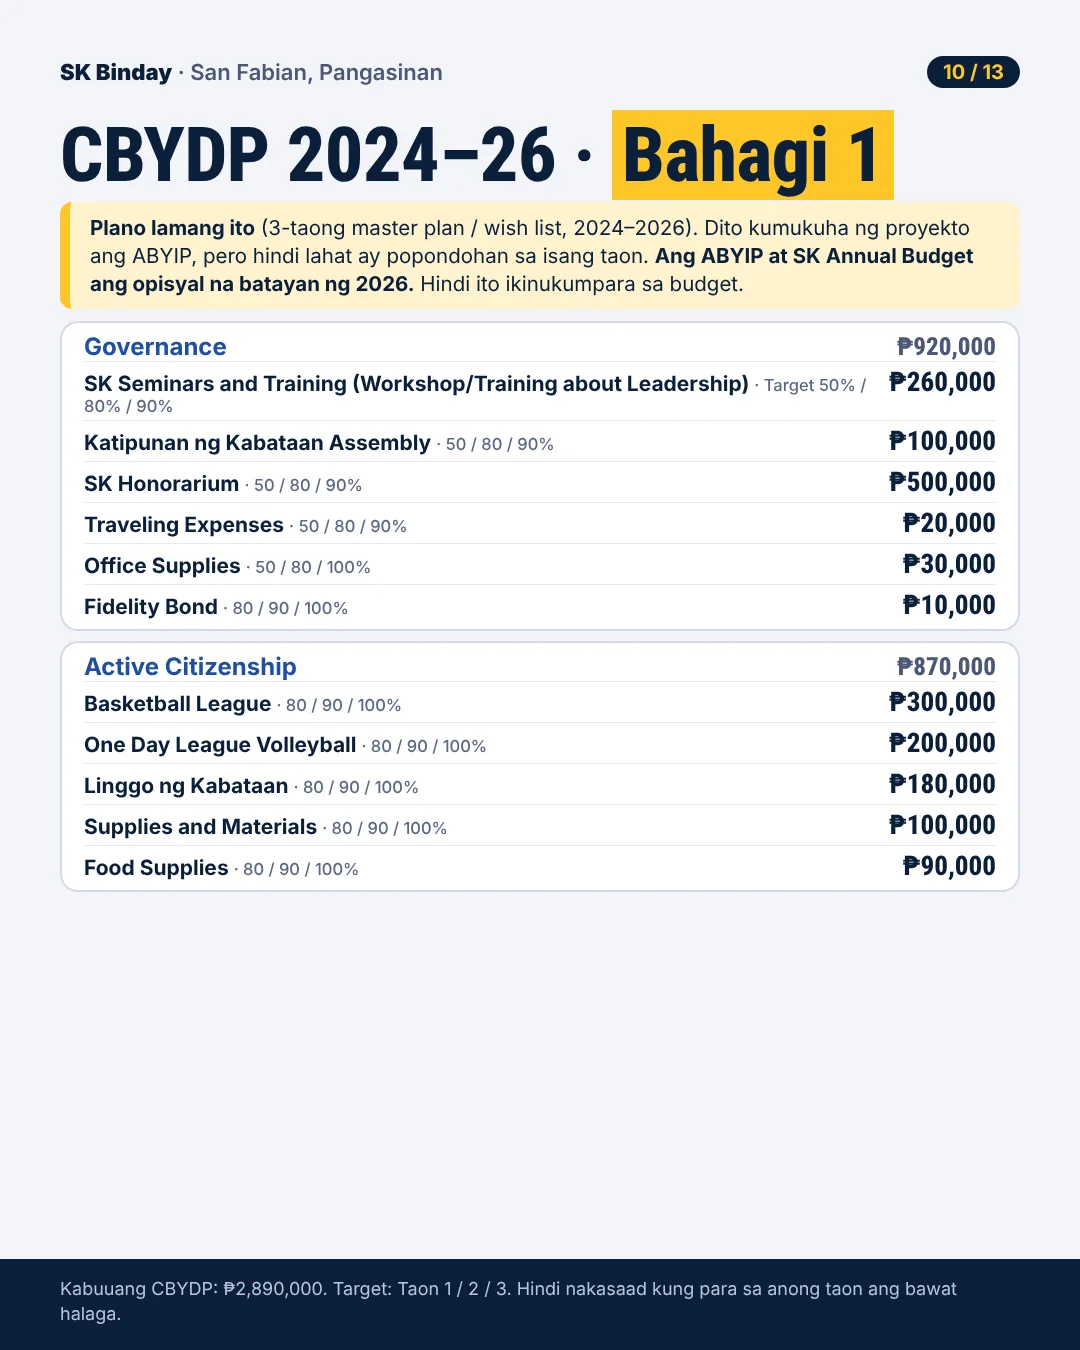 SK Binday · San Fabian, Pangasinan
10 / 13
CBYDP 2024–26 · Bahagi 1
Plano lamang ito (3-taong master plan / wish list, 2024–2026). Dito kumukuha ng proyekto
ang ABYIP, pero hindi lahat ay popondohan sa isang taon. Ang ABYIP at SK Annual Budget
ang opisyal na batayan ng 2026. Hindi ito ikinukumpara sa budget.
Governance ₱920,000
SK Seminars and Training (Workshop/Training about Leadership) · Target 50% / ₱260,000
80% / 90%
Katipunan ng Kabataan Assembly · 50 / 80 / 90% ₱100,000
SK Honorarium · 50 / 80 / 90% ₱500,000
Traveling Expenses · 50 / 80 / 90% ₱20,000
Office Supplies · 50 / 80 / 100% ₱30,000
Fidelity Bond · 80 / 90 / 100% ₱10,000
Active Citizenship ₱870,000
Basketball League · 80 / 90 / 100% ₱300,000
One Day League Volleyball · 80 / 90 / 100% ₱200,000
Linggo ng Kabataan · 80 / 90 / 100% ₱180,000
Supplies and Materials · 80 / 90 / 100% ₱100,000
Food Supplies · 80 / 90 / 100% ₱90,000
Kabuuang CBYDP: ₱2,890,000. Target: Taon 1 / 2 / 3. Hindi nakasaad kung para sa anong taon ang bawat
halaga.